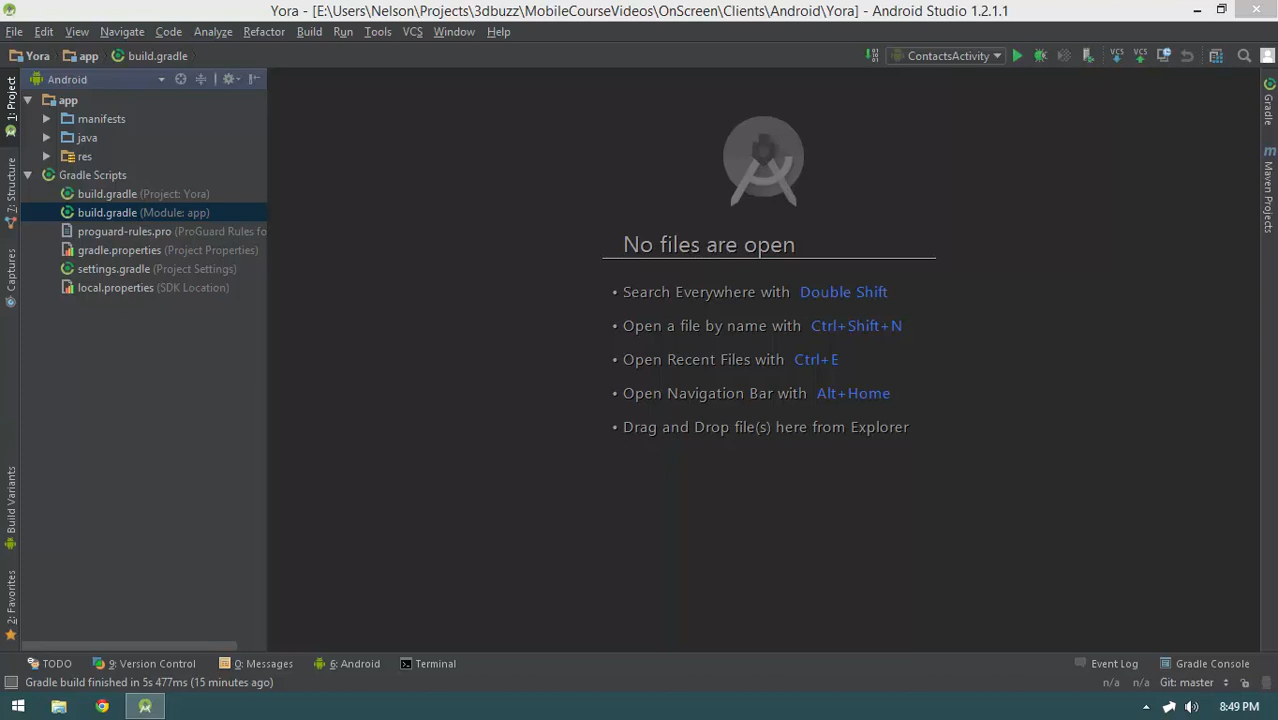 Yora - [E:\Users\Nelson\Projects\3dbuzz\MobileCourseVideos\OnScreen\Clients\Android\Yora] - Android Studio 1.2.1.1
File Edit View Navigate Code Analyze Refactor Build Run Tools VCS Window Help
Yora app build.gradle ContactsActivity VCS VCS
Android
1: Project
7: Structure
Captures
Build Variants
2: Favorites
app
manifests
java
res
Gradle Scripts
build.gradle (Project: Yora)
build.gradle (Module: app)
proguard-rules.pro (ProGuard Rules fo
gradle.properties (Project Properties)
settings.gradle (Project Settings)
local.properties (SDK Location)
No files are open
• Search Everywhere with Double Shift
• Open a file by name with Ctrl+Shift+N
• Open Recent Files with Ctrl+E
• Open Navigation Bar with Alt+Home
• Drag and Drop file(s) here from Explorer
Gradle
Maven Projects
TODO 9: Version Control 0: Messages 6: Android Terminal Event Log Gradle Console
Gradle build finished in 5s 477ms (15 minutes ago) n/a n/a Git: master
8:49 PM